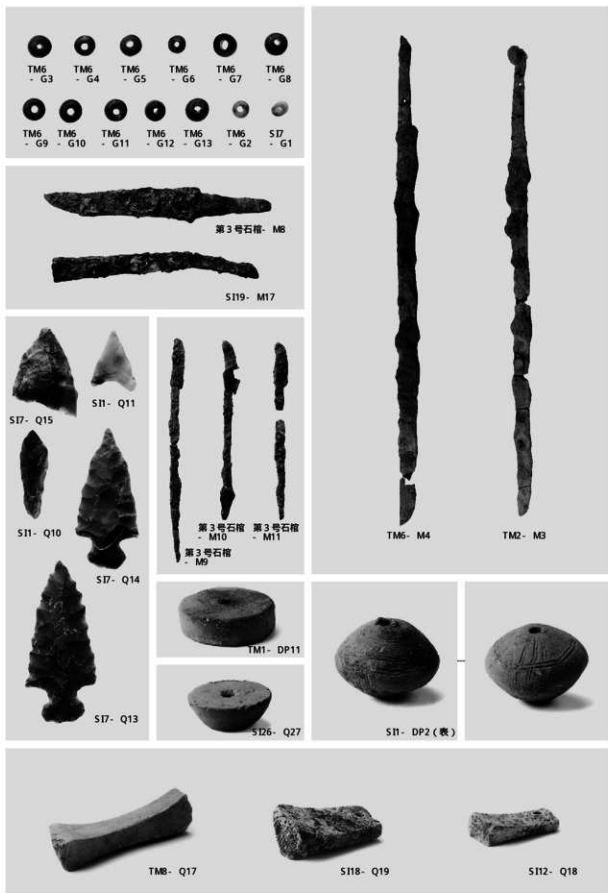 TM6
- G3
TM6
- G4
TM6
- G5
TM6
- G6
TM6
- G7
TM6
- G8
TM6
- G9
TM6
- G10
TM6
- G11
TM6
- G12
TM6
- G13
TM6
- G2
SI7
- G1
第3号石棺- M8
SI19- M17
SI7- Q15
SI1- Q11
SI1- Q10
SI7- Q14
SI7- Q13
第3号石棺
- M10
第3号石棺
- M11
第3号石棺
- M9
TM6- M4
TM2- M3
TM1- DP11
SI26- Q27
SI1- DP2(表)
TM8- Q17
SI18- Q19
SI12- Q18